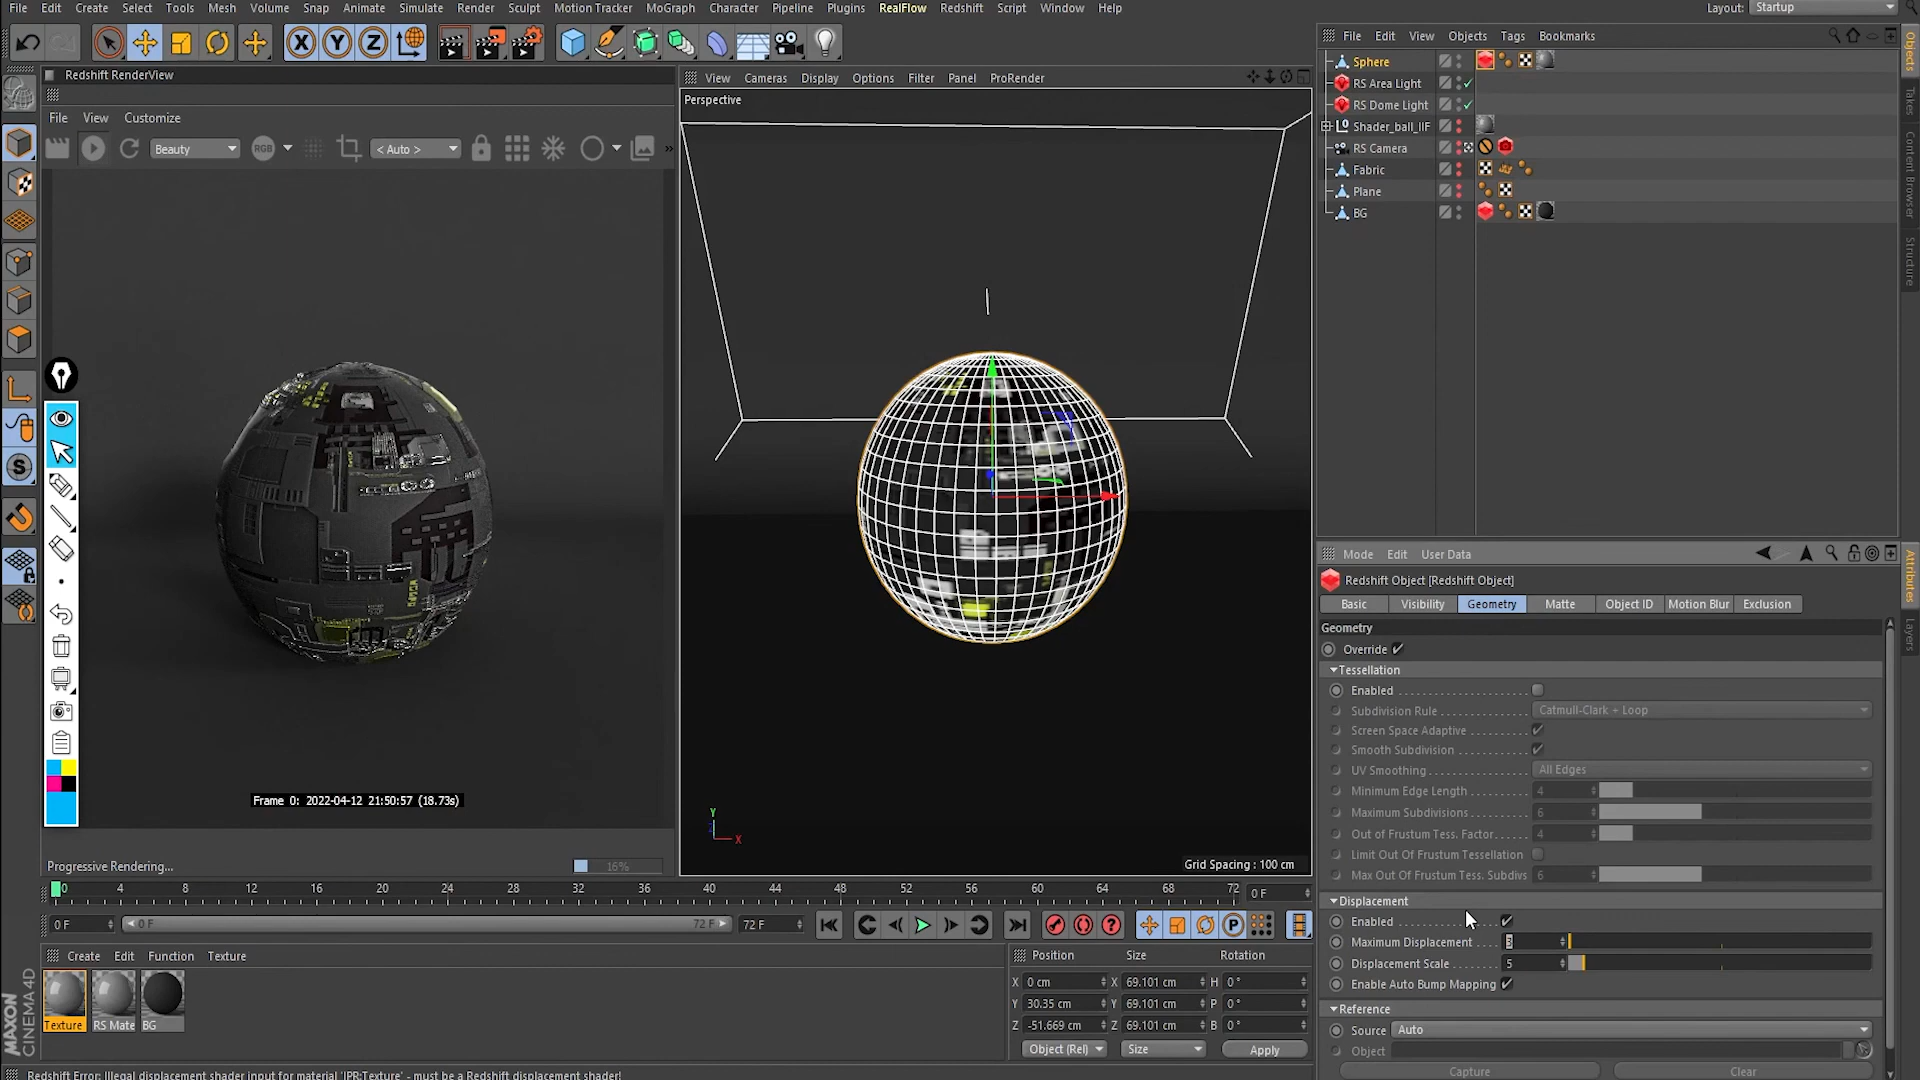 File Edit Create Select Tools Mesh Volume Snap Animate Simulate Render Sculpt Motion Tracker MoGraph Character Pipeline Plugins RealFlow Redshift Script Window Help Layout: Startup
X Y Z
Redshift RenderView
File View Customize
Beauty RGB < Auto >
Frame 0: 2022-04-12 21:50:57 (18.73s)
Progressive Rendering... 16%
View Cameras Display Options Filter Panel ProRender
Perspective
Y
Z
X
Grid Spacing : 100 cm
File Edit View Objects Tags Bookmarks
Sphere
RS Area Light
RS Dome Light
Shader_ball_IIF
RS Camera
Fabric
Plane
BG
Objects
Takes
Content Browser
Structure
Mode Edit User Data
Redshift Object [Redshift Object]
Basic Visibility Geometry Matte Object ID Motion Blur Exclusion
Geometry
Override
Tessellation
Enabled
Subdivision Rule Catmull-Clark + Loop
Screen Space Adaptive
Smooth Subdivision
UV Smoothing All Edges
Minimum Edge Length 4
Maximum Subdivisions 6
Out of Frustum Tess. Factor 4
Limit Out Of Frustum Tessellation
Max Out Of Frustum Tess. Subdivs 6
Displacement
Enabled
Maximum Displacement 3
Displacement Scale 5
Enable Auto Bump Mapping
Reference
Source Auto
Object
Capture Clear
Attributes
Layers
0 4 8 12 16 20 24 28 32 36 40 44 48 52 56 60 64 68 72 0 F
0 F 0 F 72 F 72 F P
Create Edit Function Texture
Texture RS Mate BG
Position Size Rotation
X 0 cm X 69.101 cm H 0°
Y 30.35 cm Y 69.101 cm P 0°
Z -51.669 cm Z 69.101 cm B 0°
Object (Rel) Size Apply
MAXON
CINEMA 4D
Redshift Error: Illegal displacement shader input for material 'IPR:Texture' - must be a Redshift displacement shader!